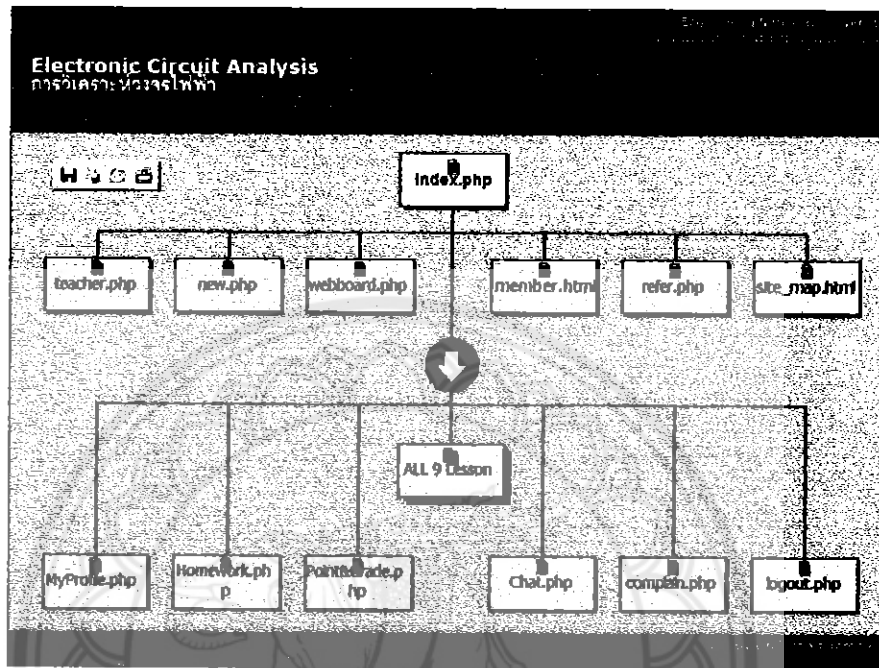 Electronic Circuit Analysis
การวิเคราะห์วงจรไฟฟ้า
index.php
teacher.php
new.php
webboard.php
member.html
refer.php
site_map.html
ALL 9 Lesson
MyProfile.php
Homework.ph
p
Point&Grade.p
hp
Chat.php
complain.php
logout.php